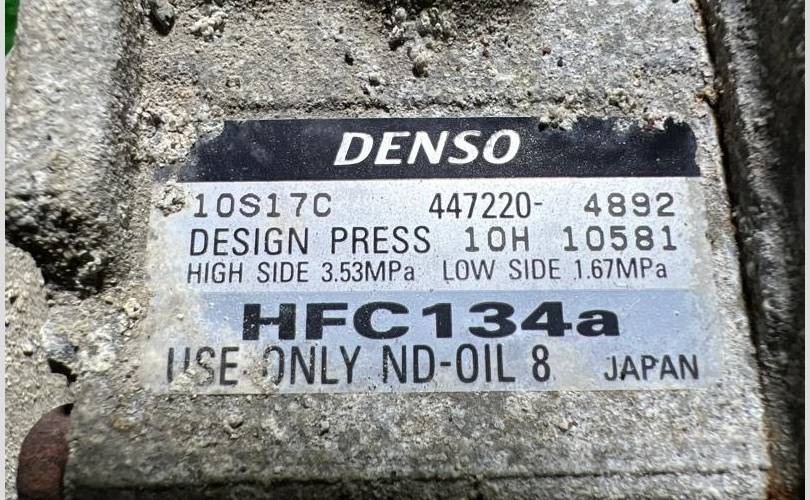 DENSO
10S17C 447220- 4892
DESIGN PRESS 10H 10581
HIGH SIDE 3.53MPa LOW SIDE 1.67MPa
HFC134a
USE ONLY ND-OIL 8 JAPAN